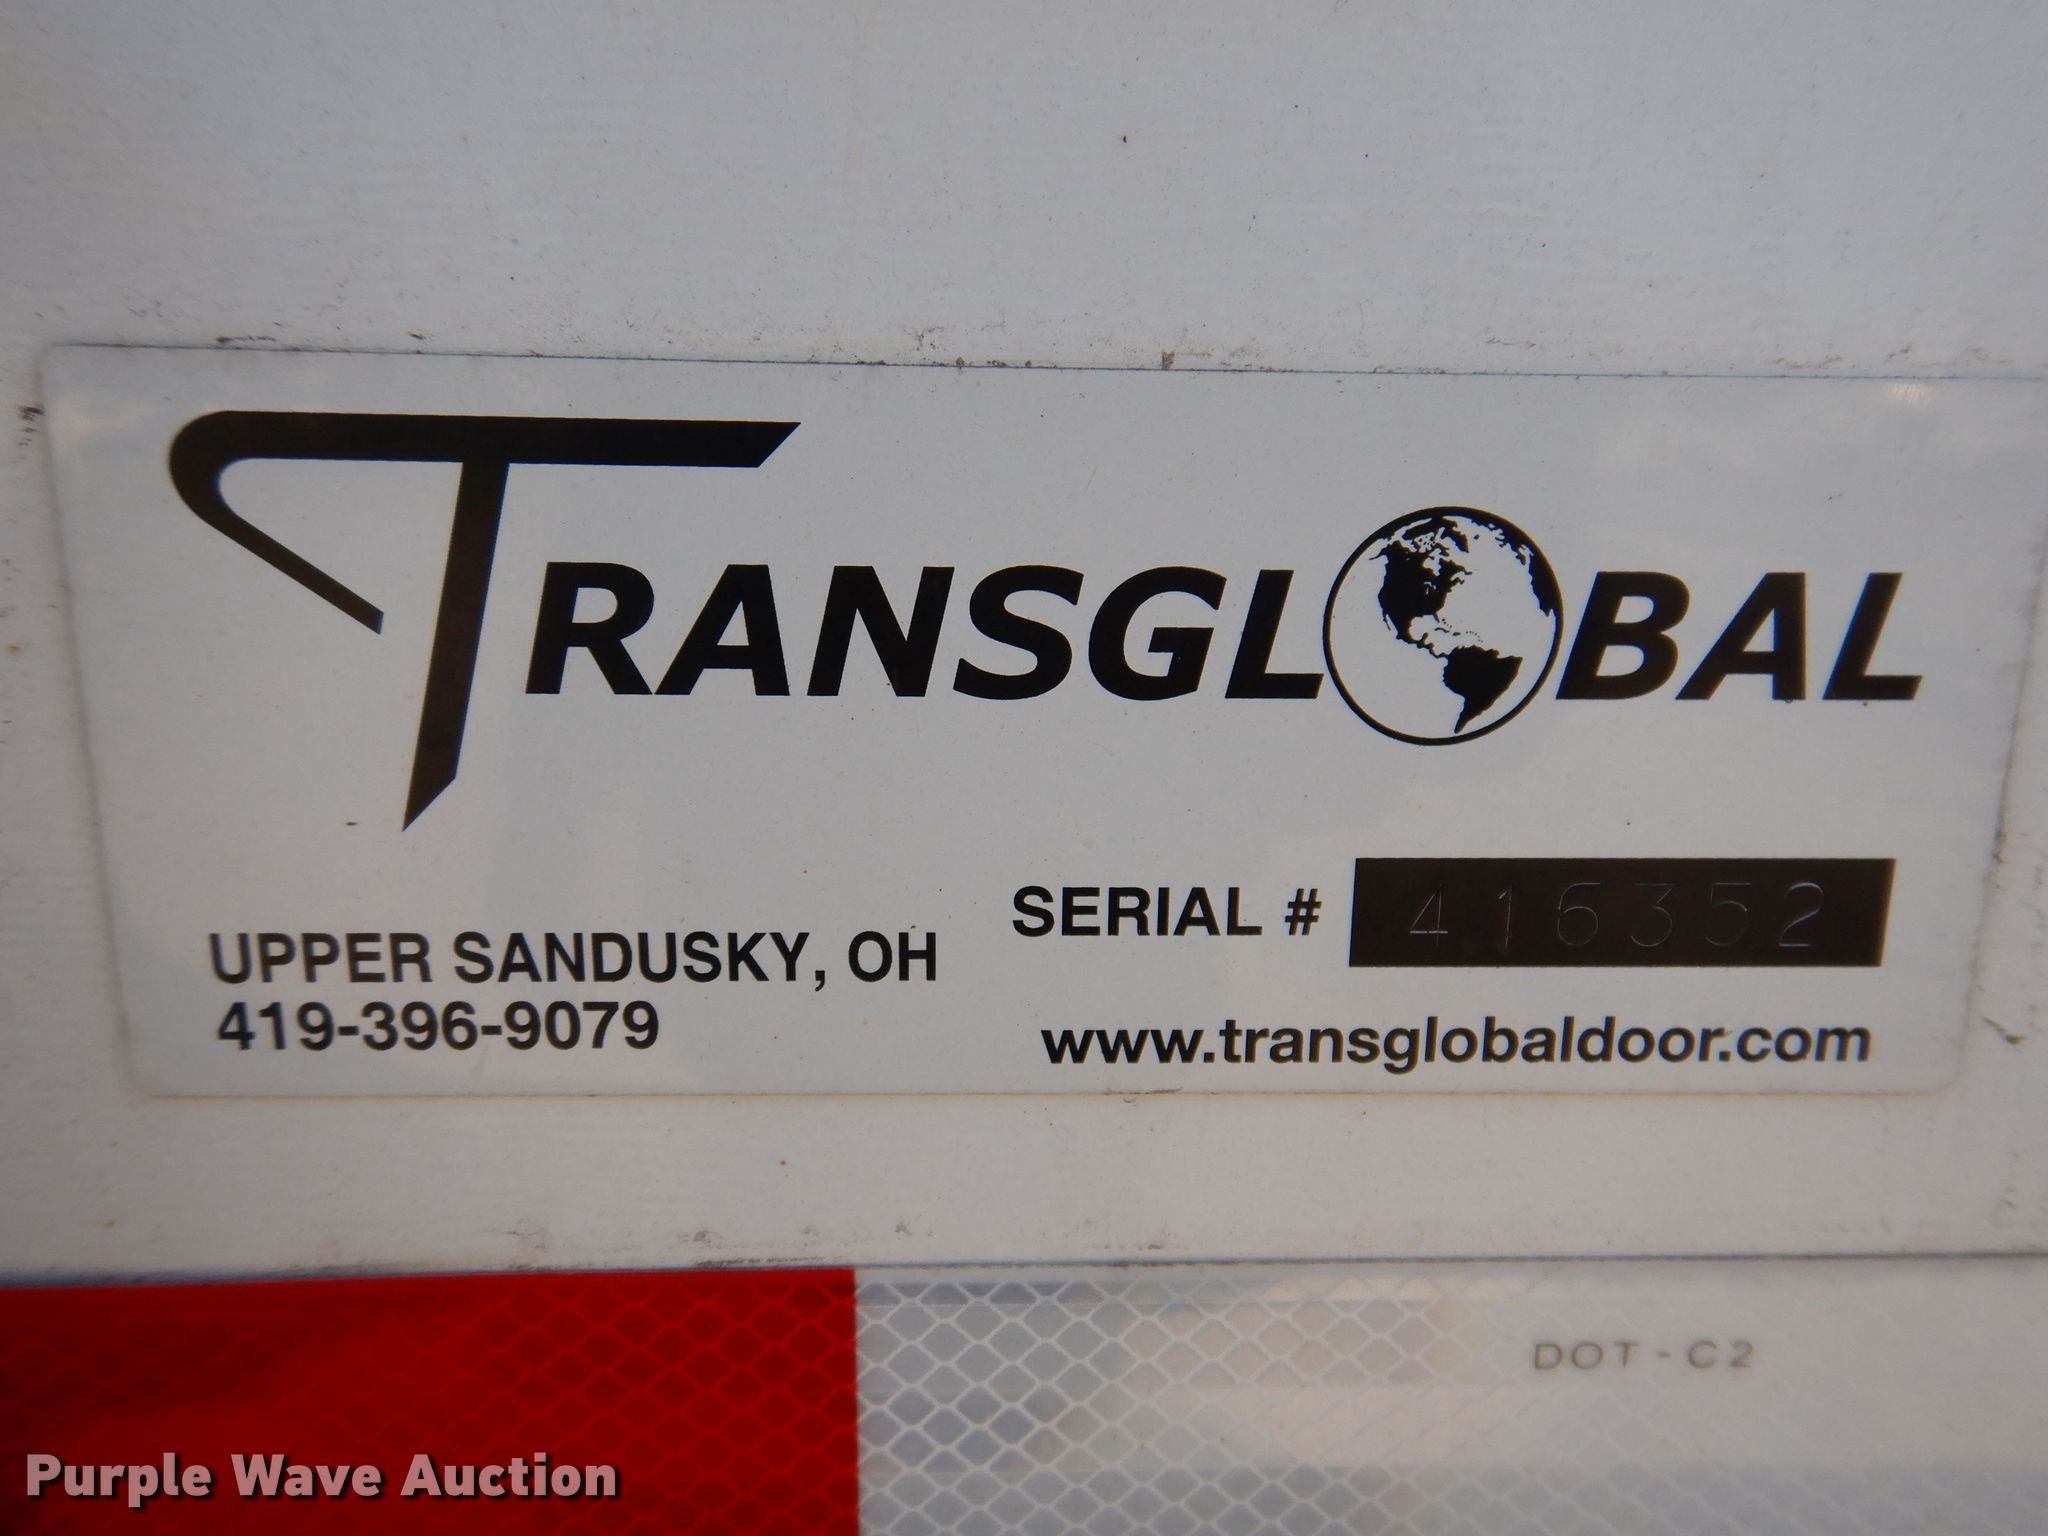 TRANSGLOBAL
SERIAL # 416352
UPPER SANDUSKY, OH
419-396-9079
www.transglobaldoor.com
DOT-C2
Purple Wave Auction